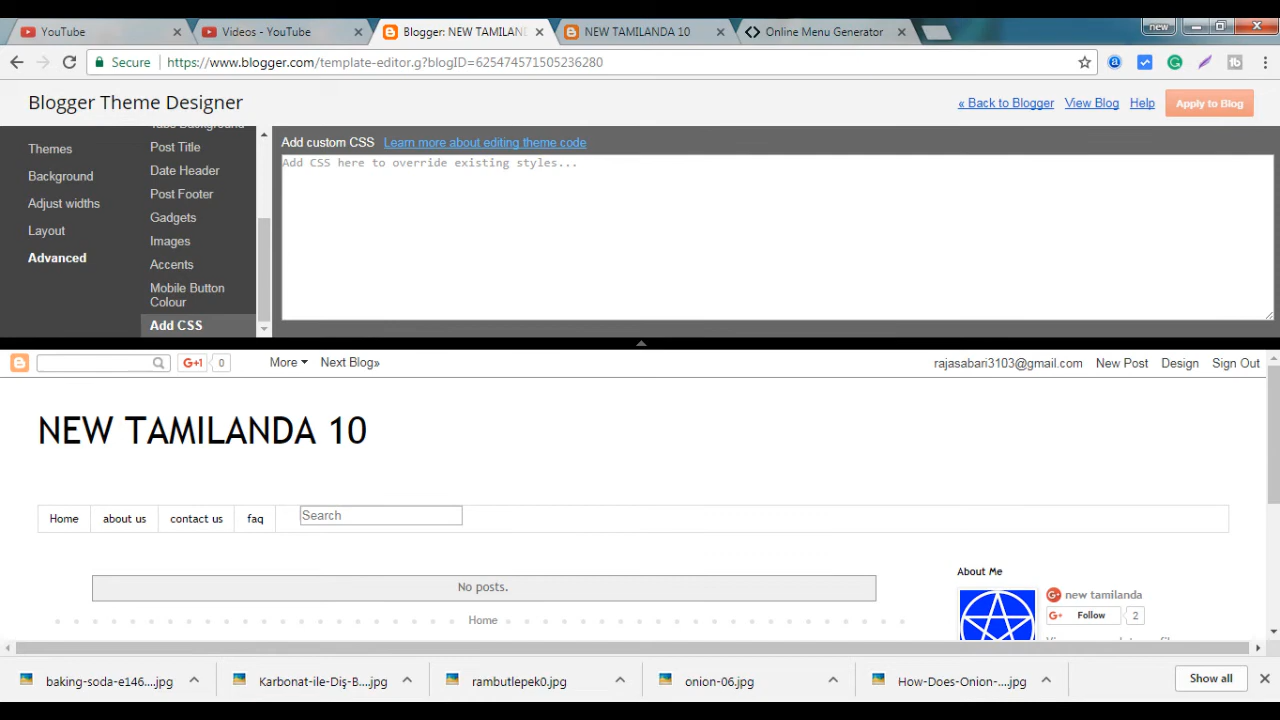 YouTube
Videos - YouTube
Blogger: NEW TAMILAN
NEW TAMILANDA 10
Online Menu Generator
new
Secure
https://www.blogger.com/template-editor.g?blogID=625474571505236280
Blogger Theme Designer
« Back to Blogger
View Blog
Help
Apply to Blog
Themes
Background
Adjust widths
Layout
Advanced
Tabs Background
Post Title
Date Header
Post Footer
Gadgets
Images
Accents
Mobile Button
Colour
Add CSS
Add custom CSS
Learn more about editing theme code
Add CSS here to override existing styles...
G+1
0
More
Next Blog»
rajasabari3103@gmail.com
New Post
Design
Sign Out
NEW TAMILANDA 10
Home
about us
contact us
faq
Search
No posts.
Home
About Me
new tamilanda
G+ Follow
2
baking-soda-e146....jpg
Karbonat-ile-Diş-B....jpg
rambutlepek0.jpg
onion-06.jpg
How-Does-Onion-....jpg
Show all